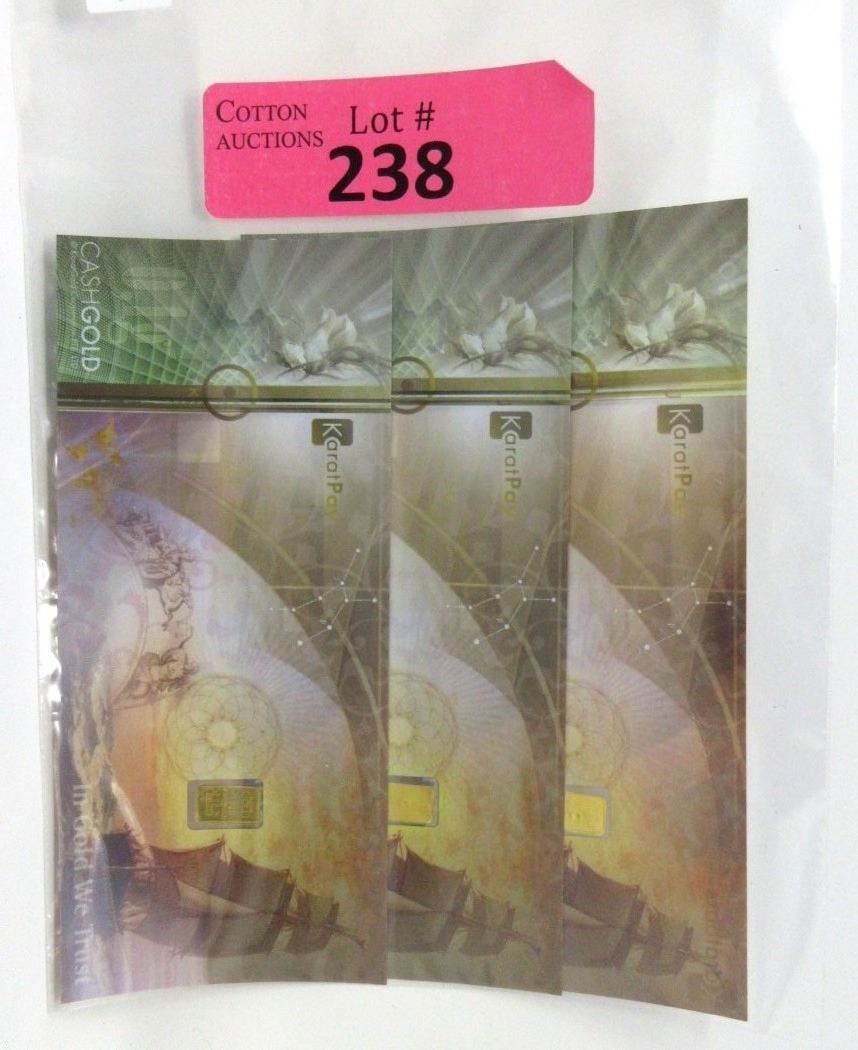 COTTON
AUCTIONS
Lot #
238
CASHGOLD
KaratPay
KaratPay
KaratPay
In Gold We Trust